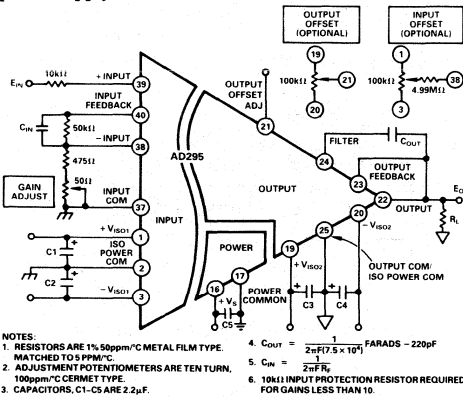 OUTPUT OFFSET (OPTIONAL)
INPUT OFFSET (OPTIONAL)
19
100kΩ
21
20
1
100kΩ
38
4.99MΩ
3
10kΩ
E_IN
+ INPUT
39
INPUT FEEDBACK
40
C_IN
50kΩ
− INPUT
38
475Ω
50Ω
GAIN ADJUST
INPUT COM
37
+ V_ISO1
1
C1
ISO POWER COM
2
C2
− V_ISO1
3
AD295
INPUT
OUTPUT OFFSET ADJ
21
FILTER
C_OUT
24
23
OUTPUT FEEDBACK
OUTPUT
22
OUTPUT
E_O
R_L
20
− V_ISO2
25
19
+ V_ISO2
OUTPUT COM/ ISO POWER COM
POWER
17
16
+ V_S
POWER COMMON
C5
C3
C4
NOTES:
1. RESISTORS ARE 1% 50ppm/°C METAL FILM TYPE. MATCHED TO 5 PPM/°C.
2. ADJUSTMENT POTENTIOMETERS ARE TEN TURN, 100ppm/°C CERMET TYPE.
3. CAPACITORS, C1–C5 ARE 2.2μF.
4. C_OUT = 1 / 2πF(7.5 × 10⁴) FARADS – 220pF
5. C_IN = 1 / 2πF R_F
6. 10kΩ INPUT PROTECTION RESISTOR REQUIRED FOR GAINS LESS THAN 10.